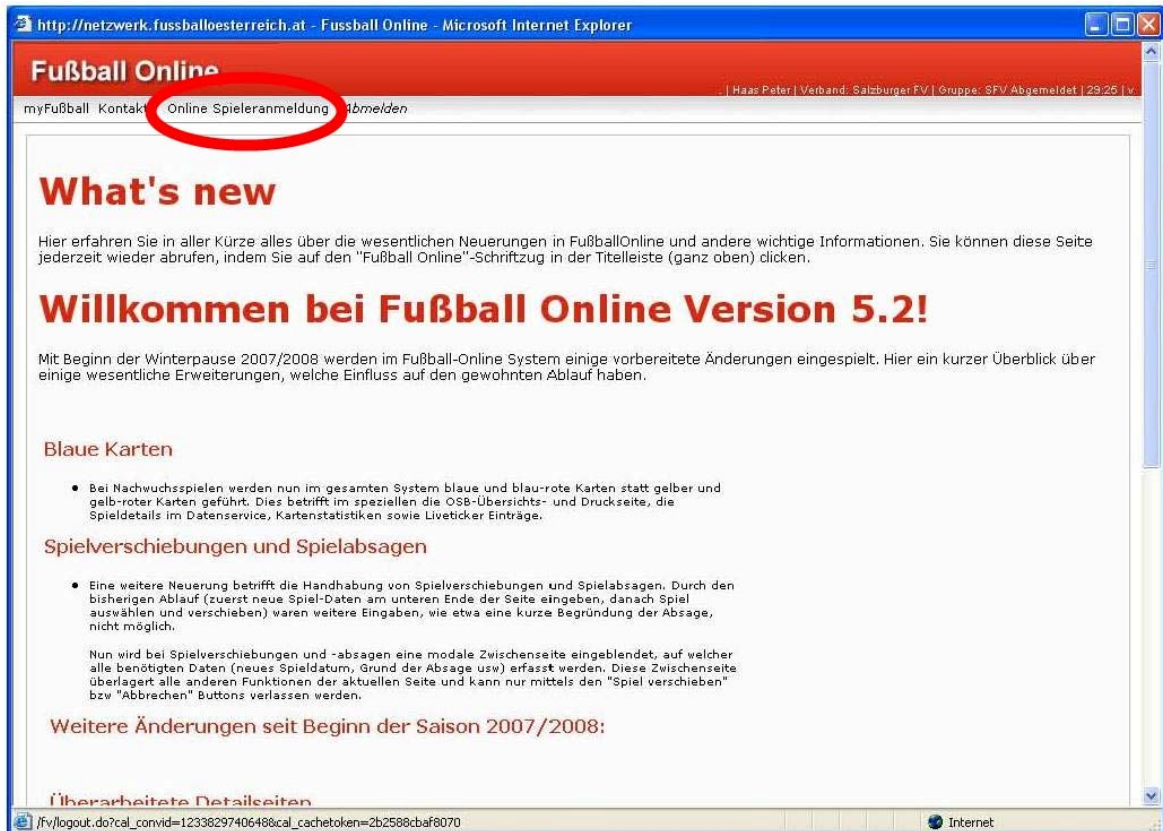 http://netzwerk.fussballoesterreich.at - Fussball Online - Microsoft Internet Explorer
Fußball Online
. | Haas Peter | Verband: Salzburger FV | Gruppe: SFV Abgemeldet | 29:25 | v
myFußball Kontakt Online Spieleranmeldung Abmelden
What's new
Hier erfahren Sie in aller Kürze alles über die wesentlichen Neuerungen in FußballOnline und andere wichtige Informationen. Sie können diese Seite
jederzeit wieder abrufen, indem Sie auf den "Fußball Online"-Schriftzug in der Titelleiste (ganz oben) clicken.
Willkommen bei Fußball Online Version 5.2!
Mit Beginn der Winterpause 2007/2008 werden im Fußball-Online System einige vorbereitete Änderungen eingespielt. Hier ein kurzer Überblick über
einige wesentliche Erweiterungen, welche Einfluss auf den gewohnten Ablauf haben.
Blaue Karten
• Bei Nachwuchsspielen werden nun im gesamten System blaue und blau-rote Karten statt gelber und
gelb-roter Karten geführt. Dies betrifft im speziellen die OSB-Übersichts- und Druckseite, die
Spieldetails im Datenservice, Kartenstatistiken sowie Liveticker Einträge.
Spielverschiebungen und Spielabsagen
• Eine weitere Neuerung betrifft die Handhabung von Spielverschiebungen und Spielabsagen. Durch den
bisherigen Ablauf (zuerst neue Spiel-Daten am unteren Ende der Seite eingeben, danach Spiel
auswählen und verschieben) waren weitere Eingaben, wie etwa eine kurze Begründung der Absage,
nicht möglich.
Nun wird bei Spielverschiebungen und -absagen eine modale Zwischenseite eingeblendet, auf welcher
alle benötigten Daten (neues Spieldatum, Grund der Absage usw) erfasst werden. Diese Zwischenseite
überlagert alle anderen Funktionen der aktuellen Seite und kann nur mittels den "Spiel verschieben"
bzw "Abbrechen" Buttons verlassen werden.
Weitere Änderungen seit Beginn der Saison 2007/2008:
Überarbeitete Detailseiten
/fv/logout.do?cal_convid=1233829740648&cal_cachetoken=2b2588cbaf8070
Internet